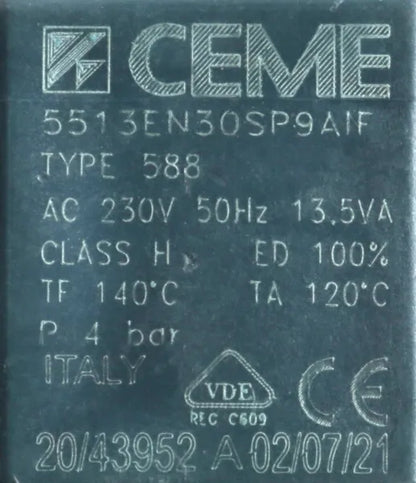 CEME
5513EN30SP9AIF
TYPE 588
AC 230V 50Hz 13.5VA
CLASS H ED 100%
TF 140°C TA 120°C
P 4 bar
ITALY
VDE CE
REG C609
20/43952 A 02/07/21